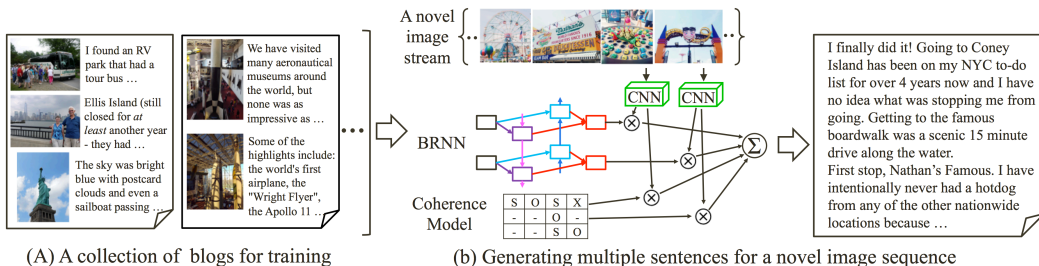 I found an RV
park that had a
tour bus …
Ellis Island (still
closed for at
least another year
- they had …
The sky was bright
blue with postcard
clouds and even a
sailboat passing …
We have visited
many aeronautical
museums around
the world, but
none was as
impressive as …
Some of the
highlights include:
the world's first
airplane, the
"Wright Flyer",
the Apollo 11 …
...
(A) A collection of blogs for training
A novel
image
stream
CNN CNN
BRNN
Σ
Coherence
Model
S O S X
- - O -
- - S O
(b) Generating multiple sentences for a novel image sequence
I finally did it! Going to Coney
Island has been on my NYC to-do
list for over 4 years now and I have
no idea what was stopping me from
going. Getting to the famous
boardwalk was a scenic 15 minute
drive along the water.
First stop, Nathan's Famous. I have
intentionally never had a hotdog
from any of the other nationwide
locations because …